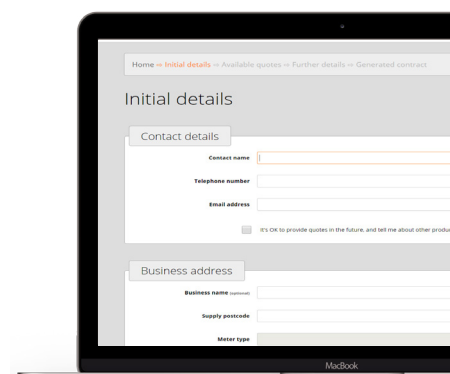 Home ⇨ Initial details ⇨ Available quotes ⇨ Further details ⇨ Generated contract
Initial details
Contact details
Contact name
Telephone number
Email address
It's OK to provide quotes in the future, and tell me about other
Business address
Business name (optional)
Supply postcode
Meter type
MacBook